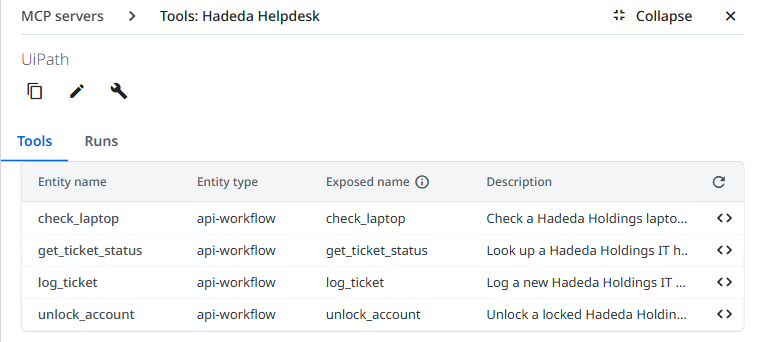 MCP servers > Tools: Hadeda Helpdesk Collapse
UiPath
Tools Runs
Entity name Entity type Exposed name Description
check_laptop api-workflow check_laptop Check a Hadeda Holdings lapto...
get_ticket_status api-workflow get_ticket_status Look up a Hadeda Holdings IT h..
log_ticket api-workflow log_ticket Log a new Hadeda Holdings IT ...
unlock_account api-workflow unlock_account Unlock a locked Hadeda Holdin...